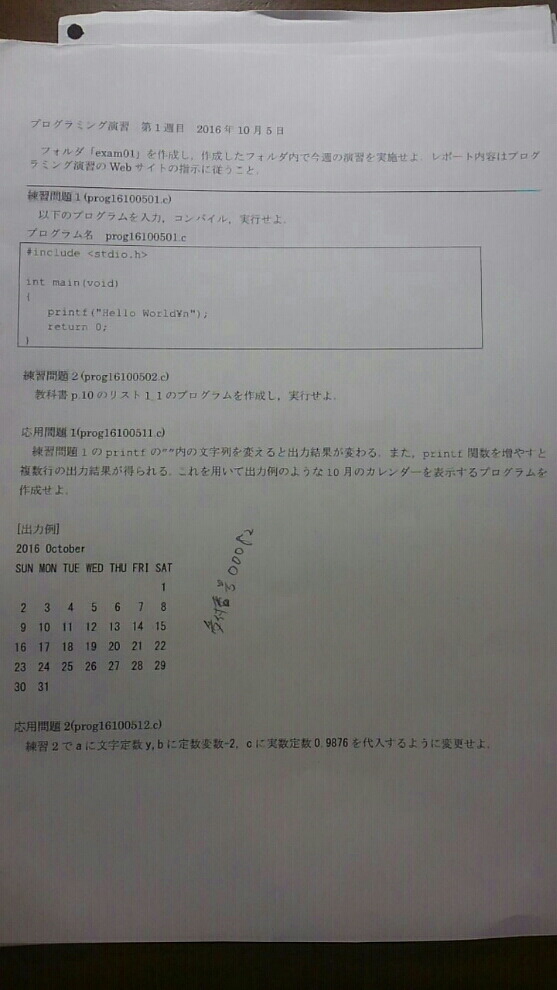 プログラミング演習　第1週目　2016年10月5日
フォルダ「exam01」を作成し，作成したフォルダ内で今週の演習を実施せよ．レポート内容はプログ
ラミング演習のWebサイトの指示に従うこと．
練習問題1(prog16100501.c)
以下のプログラムを入力，コンパイル，実行せよ．
プログラム名　prog16100501.c
#include <stdio.h>
int main(void)
{
printf("Hello World¥n");
return 0;
}
練習問題2(prog16100502.c)
教科書p.10のリスト1_1のプログラムを作成し，実行せよ．
応用問題1(prog16100511.c)
練習問題1のprintfの""内の文字列を変えると出力結果が変わる．また，printf関数を増やすと
複数行の出力結果が得られる．これを用いて出力例のような10月のカレンダーを表示するプログラムを
作成せよ．
[出力例]
2016 October
SUN MON TUE WED THU FRI SAT
1
2 3 4 5 6 7 8
9 10 11 12 13 14 15
16 17 18 19 20 21 22
23 24 25 26 27 28 29
30 31
受付番号
応用問題2(prog16100512.c)
練習2でaに文字定数y,bに定数変数-2，cに実数定数0.9876を代入するように変更せよ．